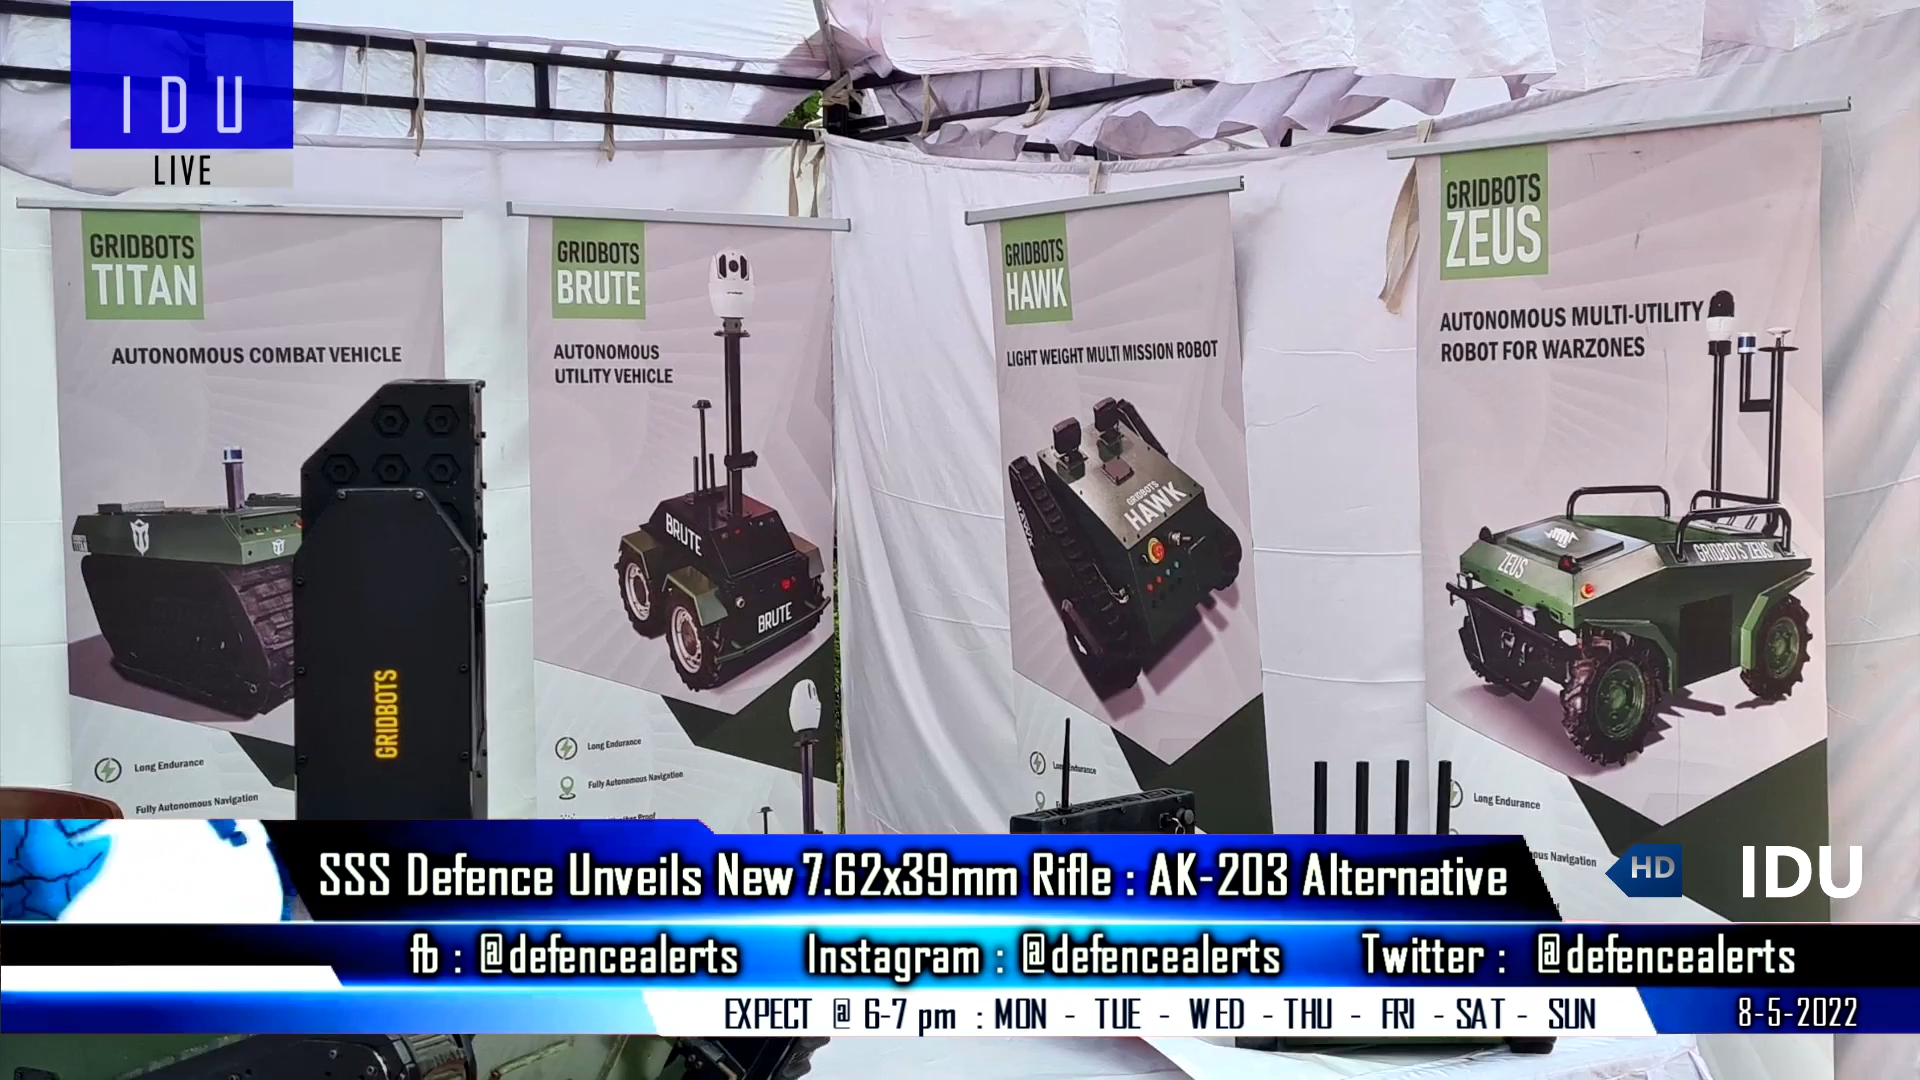 IDU
LIVE
GRIDBOTS
TITAN
AUTONOMOUS COMBAT VEHICLE
Long Endurance
Fully Autonomous Navigation
GRIDBOTS
GRIDBOTS
BRUTE
AUTONOMOUS
UTILITY VEHICLE
BRUTE
BRUTE
Long Endurance
Fully Autonomous Navigation
GRIDBOTS
HAWK
LIGHT WEIGHT MULTI MISSION ROBOT
GRIDBOTS
HAWK
HAWK
GRIDBOTS
ZEUS
AUTONOMOUS MULTI-UTILITY
ROBOT FOR WARZONES
ZEUS
GRIDBOTS ZEUS
Long Endurance
Navigation
SSS Defence Unveils New 7.62x39mm Rifle : AK-203 Alternative
HD
IDU
fb : @defencealerts Instagram : @defencealerts Twitter : @defencealerts
EXPECT @ 6-7 pm : MON - TUE - WED - THU - FRI - SAT - SUN
8-5-2022